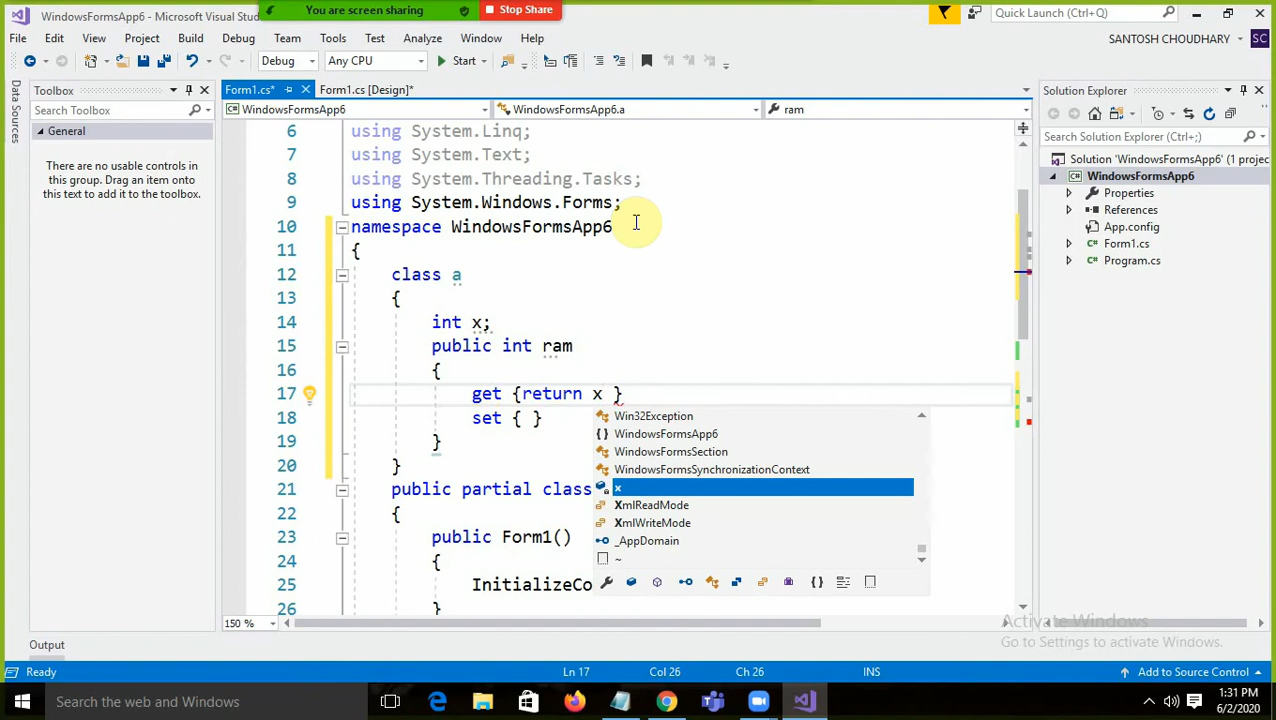 WindowsFormsApp6 - Microsoft Visual Stu
You are screen sharing
Stop Share
Quick Launch (Ctrl+Q)
File Edit View Project Build Debug Team Tools Test Analyze Window Help
SANTOSH CHOUDHARY
SC
Debug Any CPU Start
Data Sources
Toolbox
Search Toolbox
General
There are no usable controls in
this group. Drag an item onto
this text to add it to the toolbox.
Form1.cs* Form1.cs [Design]*
WindowsFormsApp6 WindowsFormsApp6.a ram
6 using System.Linq;
7 using System.Text;
8 using System.Threading.Tasks;
9 using System.Windows.Forms;
10 namespace WindowsFormsApp6
11 {
12 class a
13 {
14 int x;
15 public int ram
16 {
17 get {return x }
18 set { }
19 }
20 }
21 public partial class
22 {
23 public Form1()
24 {
25 InitializeCo
26 }
Win32Exception
{ } WindowsFormsApp6
WindowsFormsSection
WindowsFormsSynchronizationContext
x
XmlReadMode
XmlWriteMode
_AppDomain
~
Solution Explorer
Search Solution Explorer (Ctrl+;)
Solution 'WindowsFormsApp6' (1 projec
WindowsFormsApp6
Properties
References
App.config
C# Form1.cs
C# Program.cs
150 %
Activate Windows
Go to Settings to activate Windows.
Output
Ready Ln 17 Col 26 Ch 26 INS Add to Source Control
Search the web and Windows
1:31 PM
6/2/2020